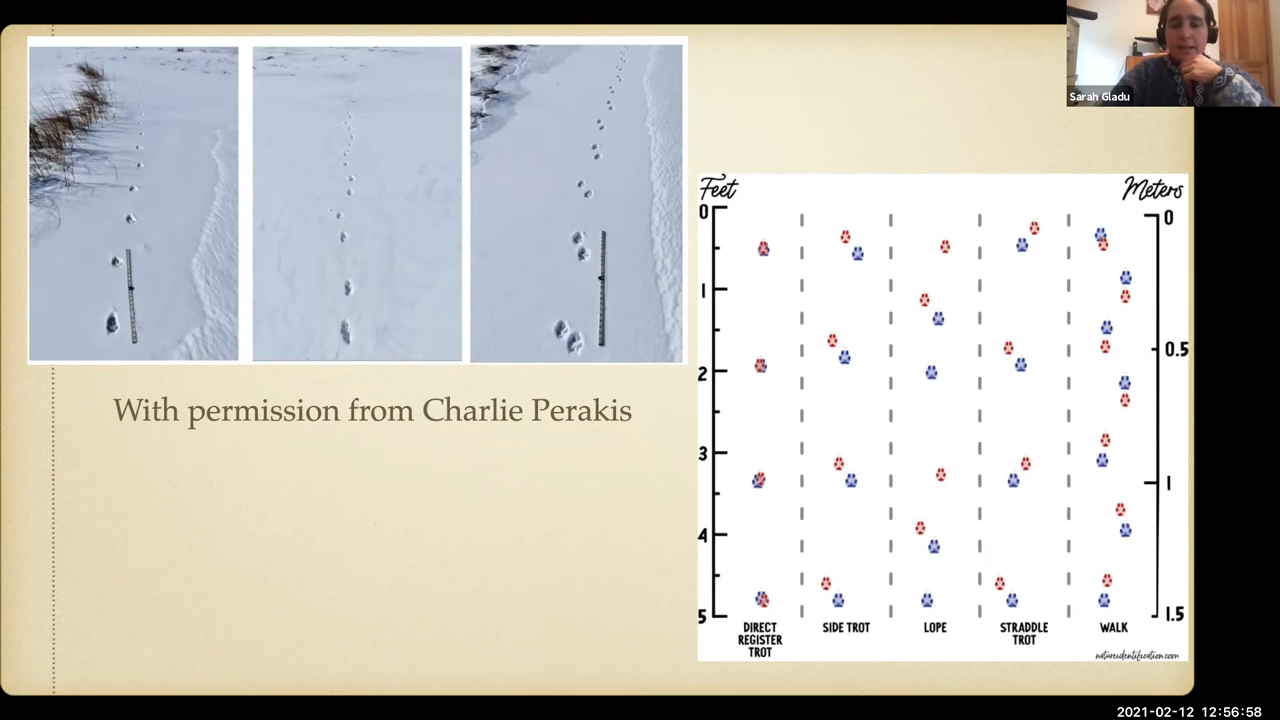 Sarah Gladu
With permission from Charlie Perakis
Feet
Meters
0
1
2
3
4
5
0
0.5
1
1.5
DIRECT
REGISTER
TROT
SIDE TROT
LOPE
STRADDLE
TROT
WALK
natureidentification.com
2021-02-12 12:56:58